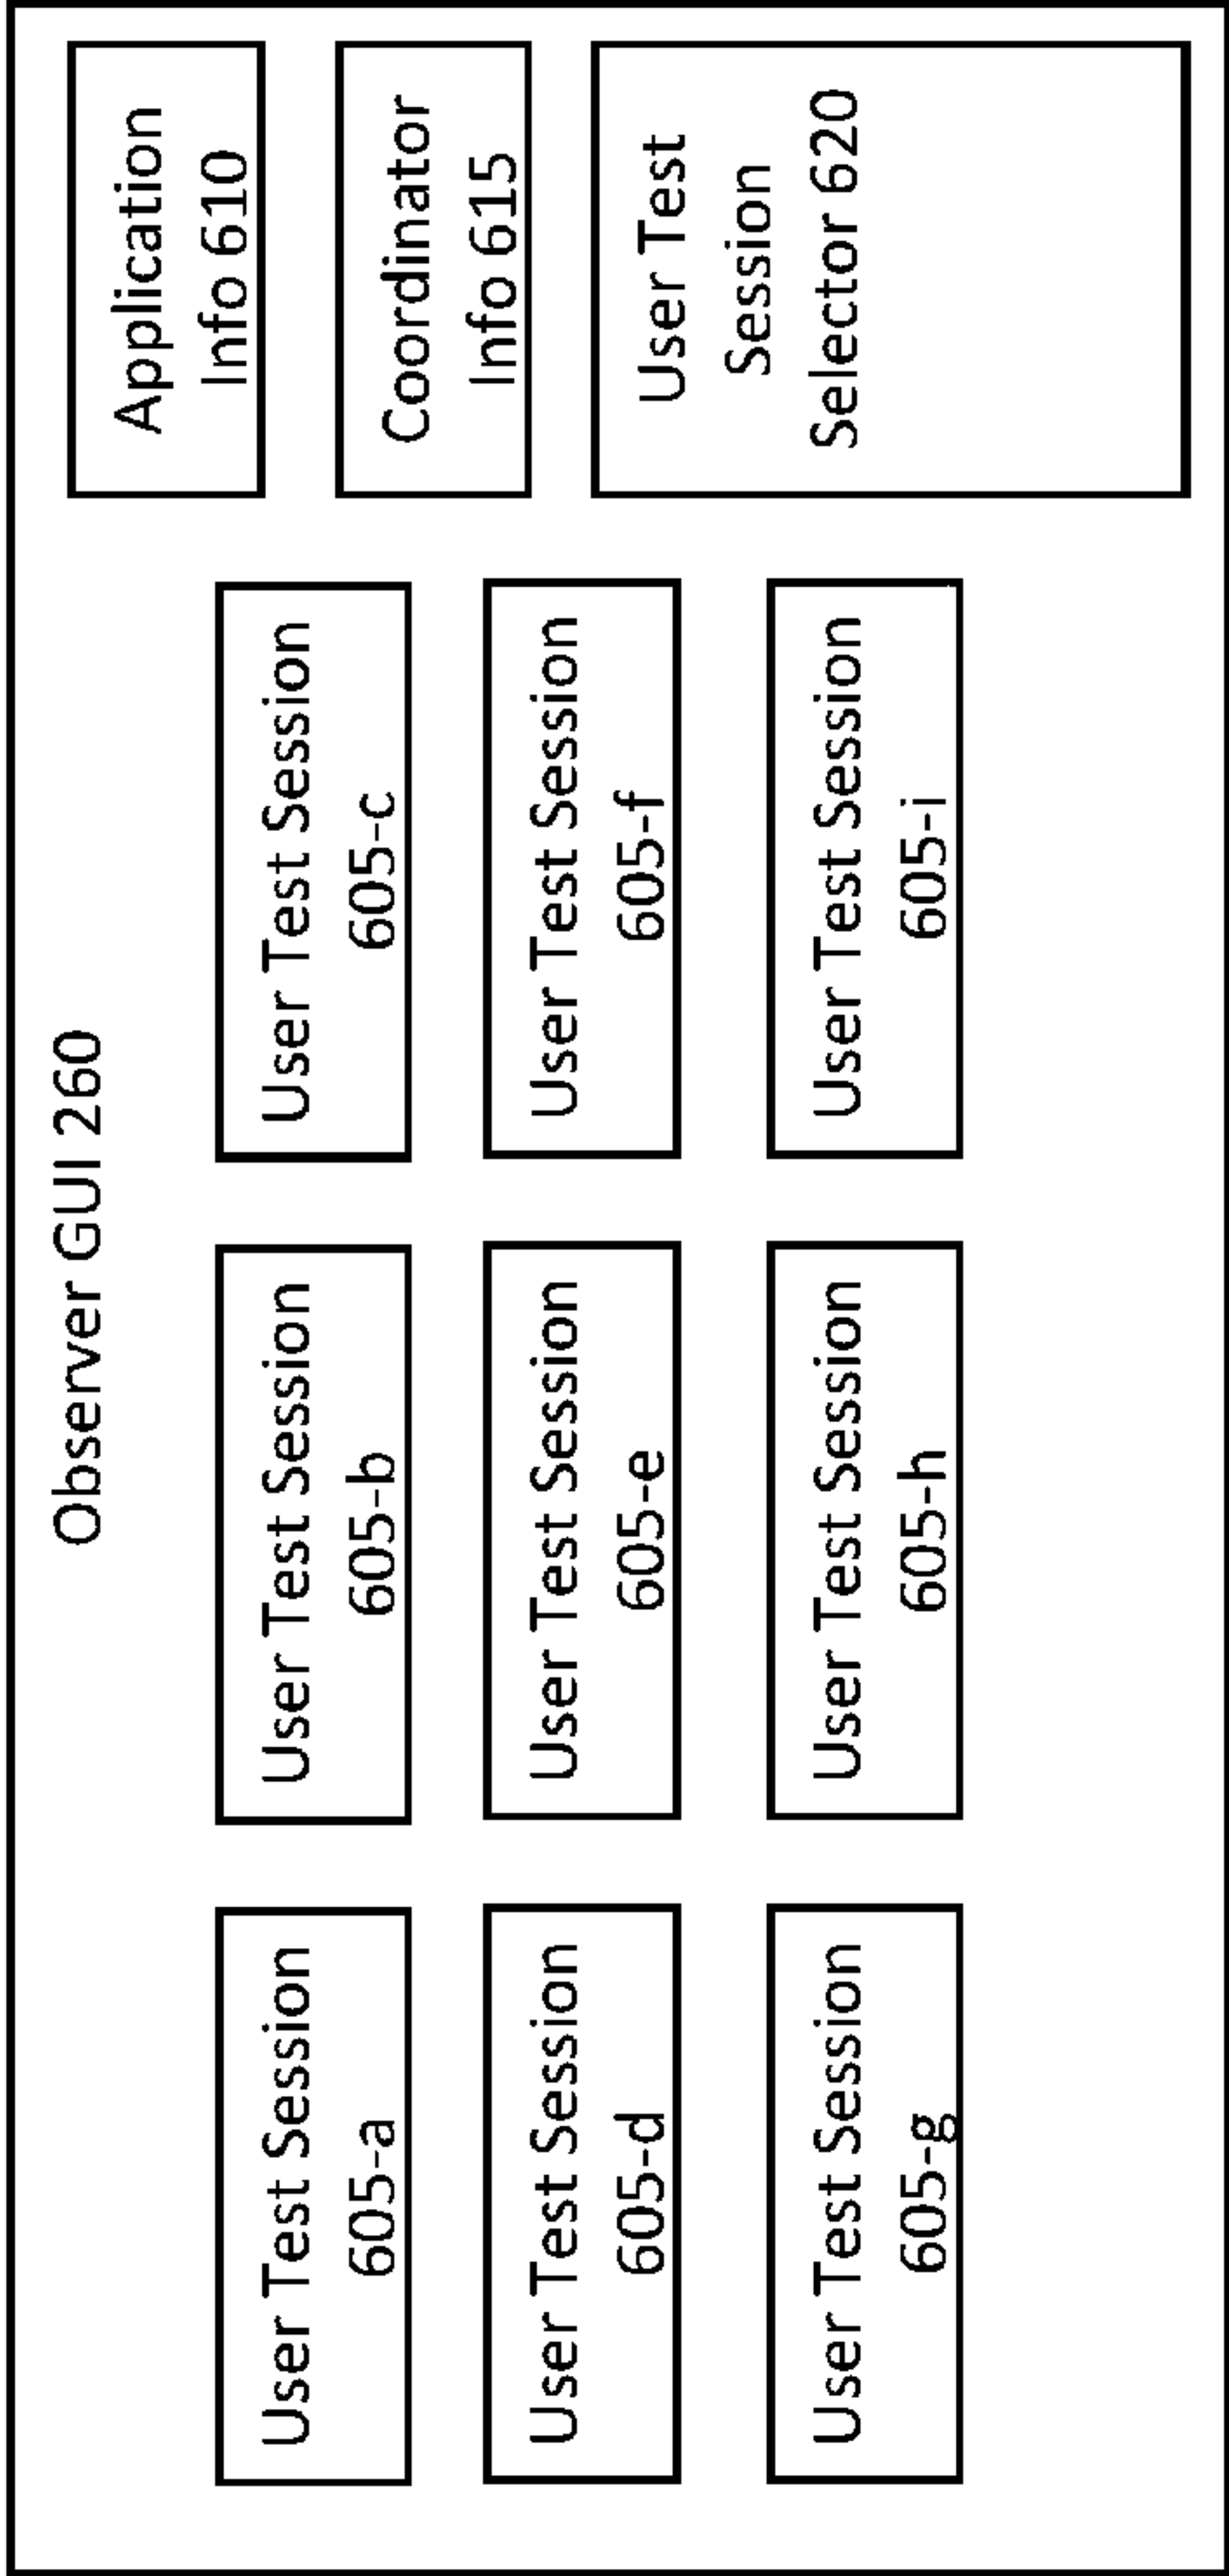 Observer GUI 260
User Test Session
605-a
User Test Session
605-b
User Test Session
605-c
User Test Session
605-d
User Test Session
605-e
User Test Session
605-f
User Test Session
605-g
User Test Session
605-h
User Test Session
605-i
Application
Info 610
Coordinator
Info 615
User Test
Session
Selector 620